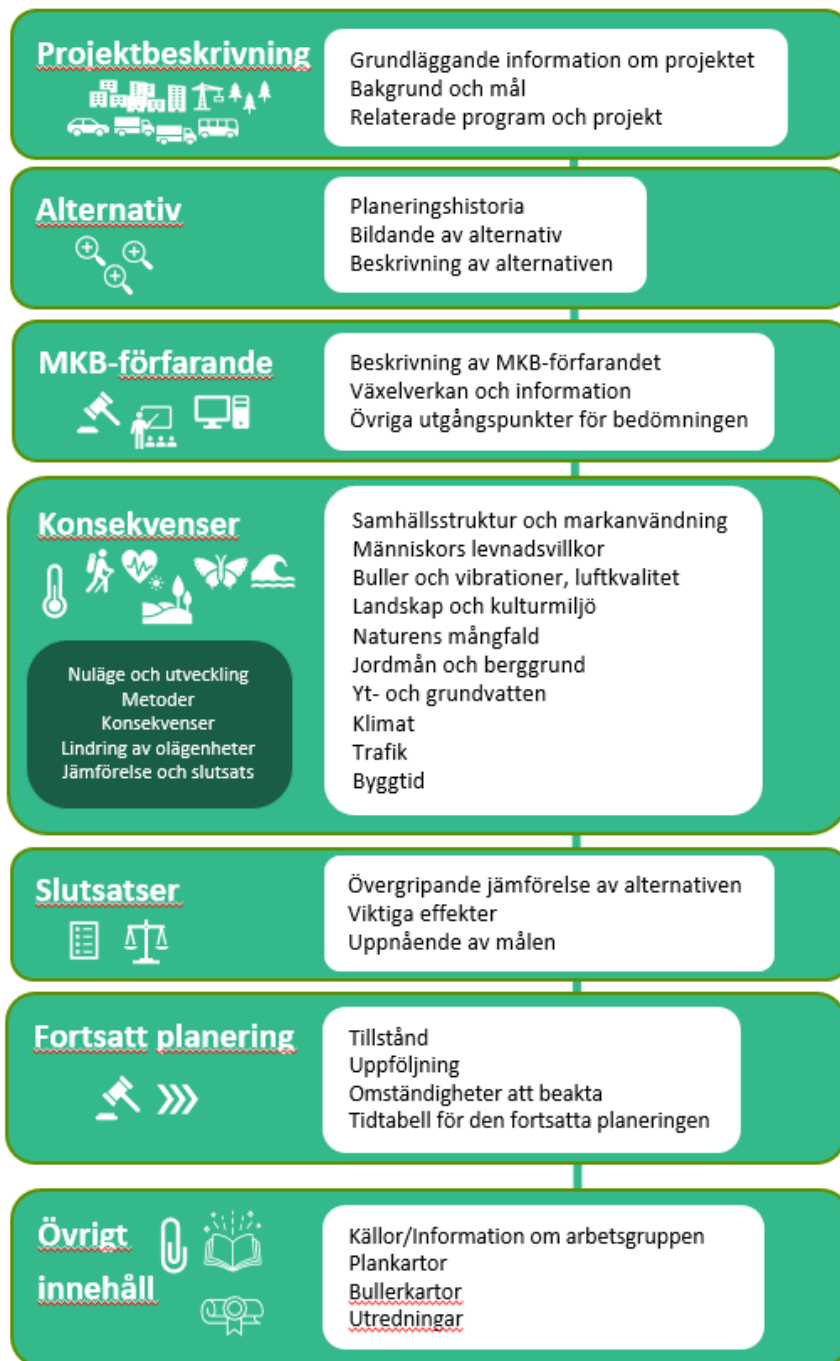 Projektbeskrivning
Grundläggande information om projektet
Bakgrund och mål
Relaterade program och projekt
Alternativ
Planeringshistoria
Bildande av alternativ
Beskrivning av alternativen
MKB-förfarande
Beskrivning av MKB-förfarandet
Växelverkan och information
Övriga utgångspunkter för bedömningen
Konsekvenser
Nuläge och utveckling
Metoder
Konsekvenser
Lindring av olägenheter
Jämförelse och slutsats
Samhällsstruktur och markanvändning
Människors levnadsvillkor
Buller och vibrationer, luftkvalitet
Landskap och kulturmiljö
Naturens mångfald
Jordmån och berggrund
Yt- och grundvatten
Klimat
Trafik
Byggtid
Slutsatser
Övergripande jämförelse av alternativen
Viktiga effekter
Uppnående av målen
Fortsatt planering
Tillstånd
Uppföljning
Omständigheter att beakta
Tidtabell för den fortsatta planeringen
Övrigt
innehåll
Källor/Information om arbetsgruppen
Plankartor
Bullerkartor
Utredningar